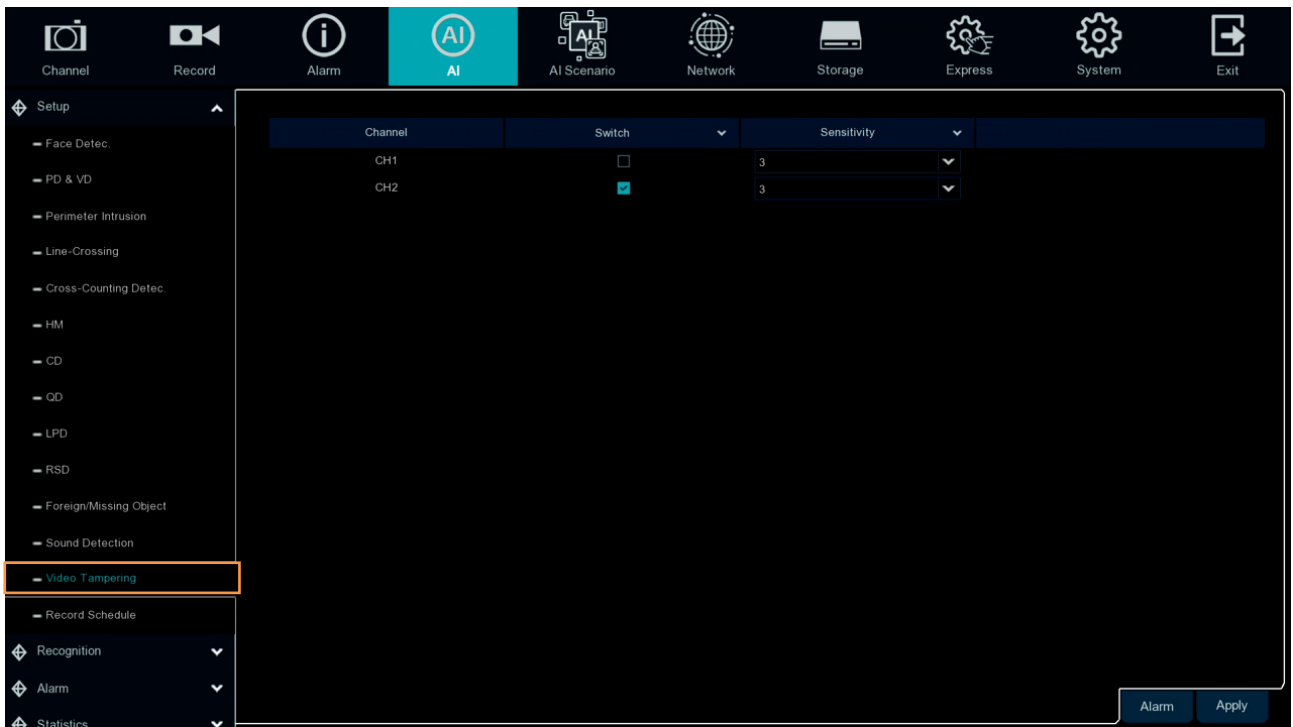 Channel Record Alarm AI AI Scenario Network Storage Express System Exit
Setup
Face Detec.
PD & VD
Perimeter Intrusion
Line-Crossing
Cross-Counting Detec.
HM
CD
QD
LPD
RSD
Foreign/Missing Object
Sound Detection
Video Tampering
Record Schedule
Recognition
Alarm
Statistics
Channel Switch Sensitivity
CH1 3
CH2 3
Alarm Apply